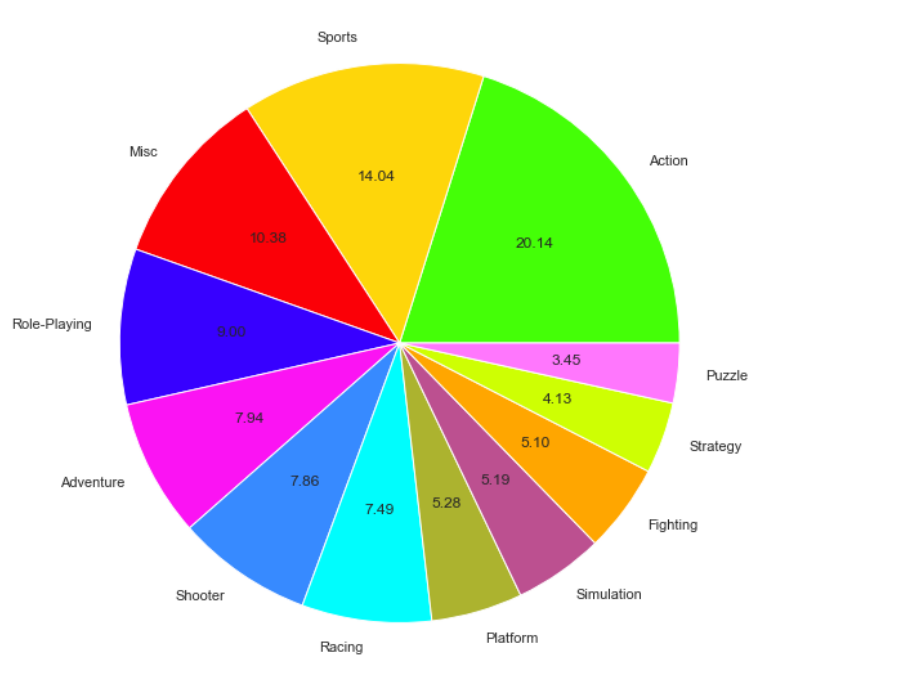 Sports
Action
Misc
14.04
20.14
10.38
Role-Playing
9.00
3.45
Puzzle
4.13
7.94
5.10
Strategy
Adventure
7.86
5.19
5.28
7.49
Fighting
Shooter
Simulation
Platform
Racing